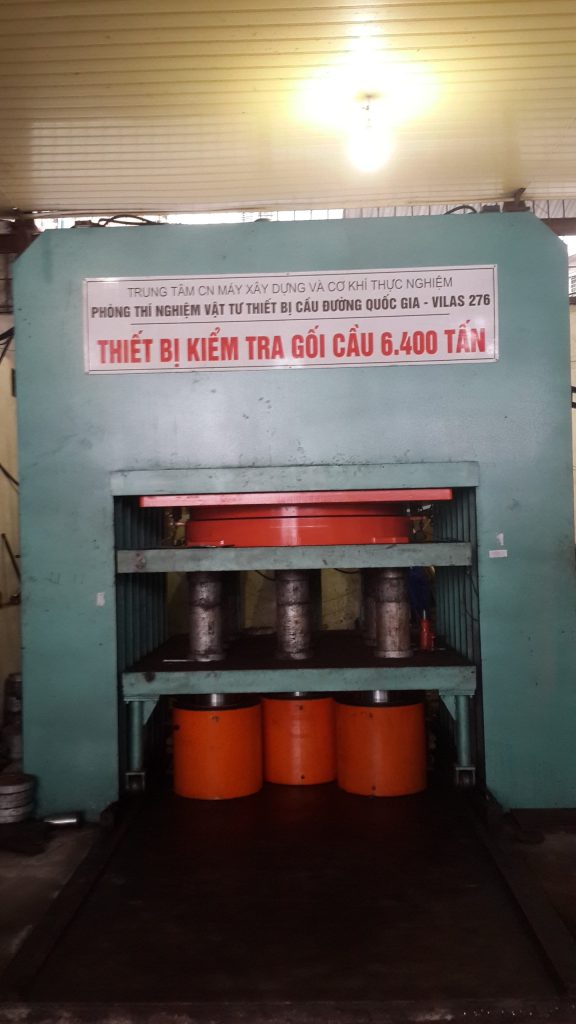 TRUNG TÂM CN MÁY XÂY DỰNG VÀ CƠ KHÍ THỰC NGHIỆM
PHÒNG THÍ NGHIỆM VẬT TƯ THIẾT BỊ CẦU ĐƯỜNG QUỐC GIA - VILAS 276
THIẾT BỊ KIỂM TRA GỐI CẦU 6.400 TẤN
1